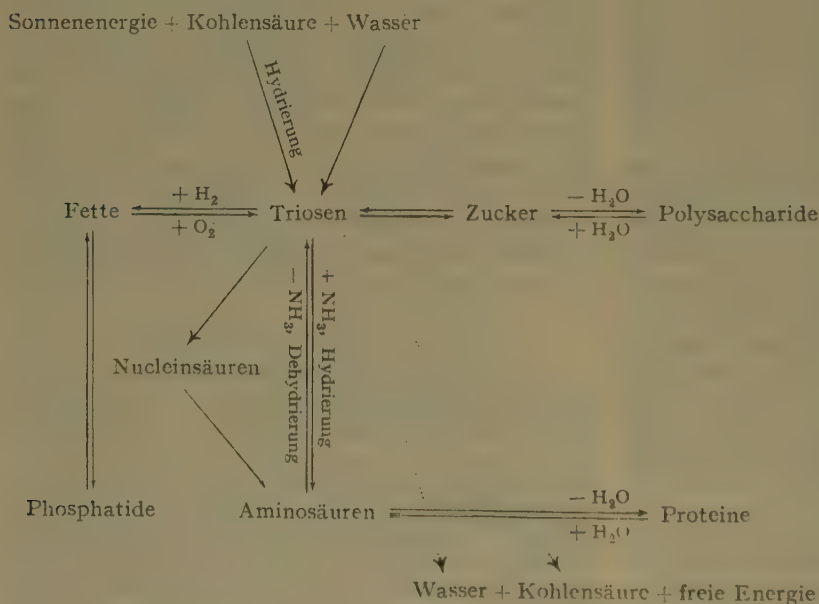 Sonnenenergie + Kohlensäure + Wasser
Hydrierung
+ H₂
− H₂O
Fette Triosen Zucker Polysaccharide
+ O₂
+ H₂O
+ NH₃, Hydrierung
− NH₃, Dehydrierung
Nucleinsäuren
− H₂O
Phosphatide Aminosäuren Proteine
+ H₂O
Wasser + Kohlensäure + freie Energie